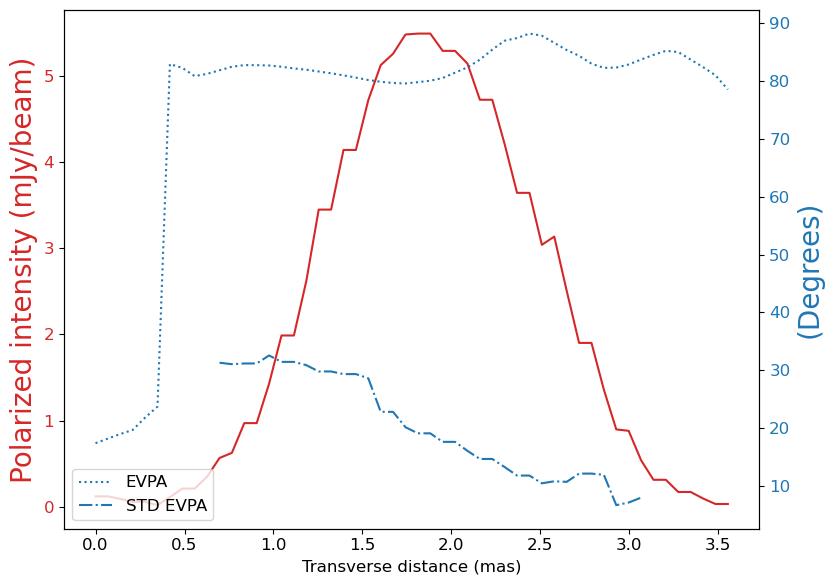 Polarized intensity (mJy/beam)
5
4
3
2
1
0
90
80
70
60
50
40
30
20
10
(Degrees)
EVPA
STD EVPA
0.0 0.5 1.0 1.5 2.0 2.5 3.0 3.5
Transverse distance (mas)